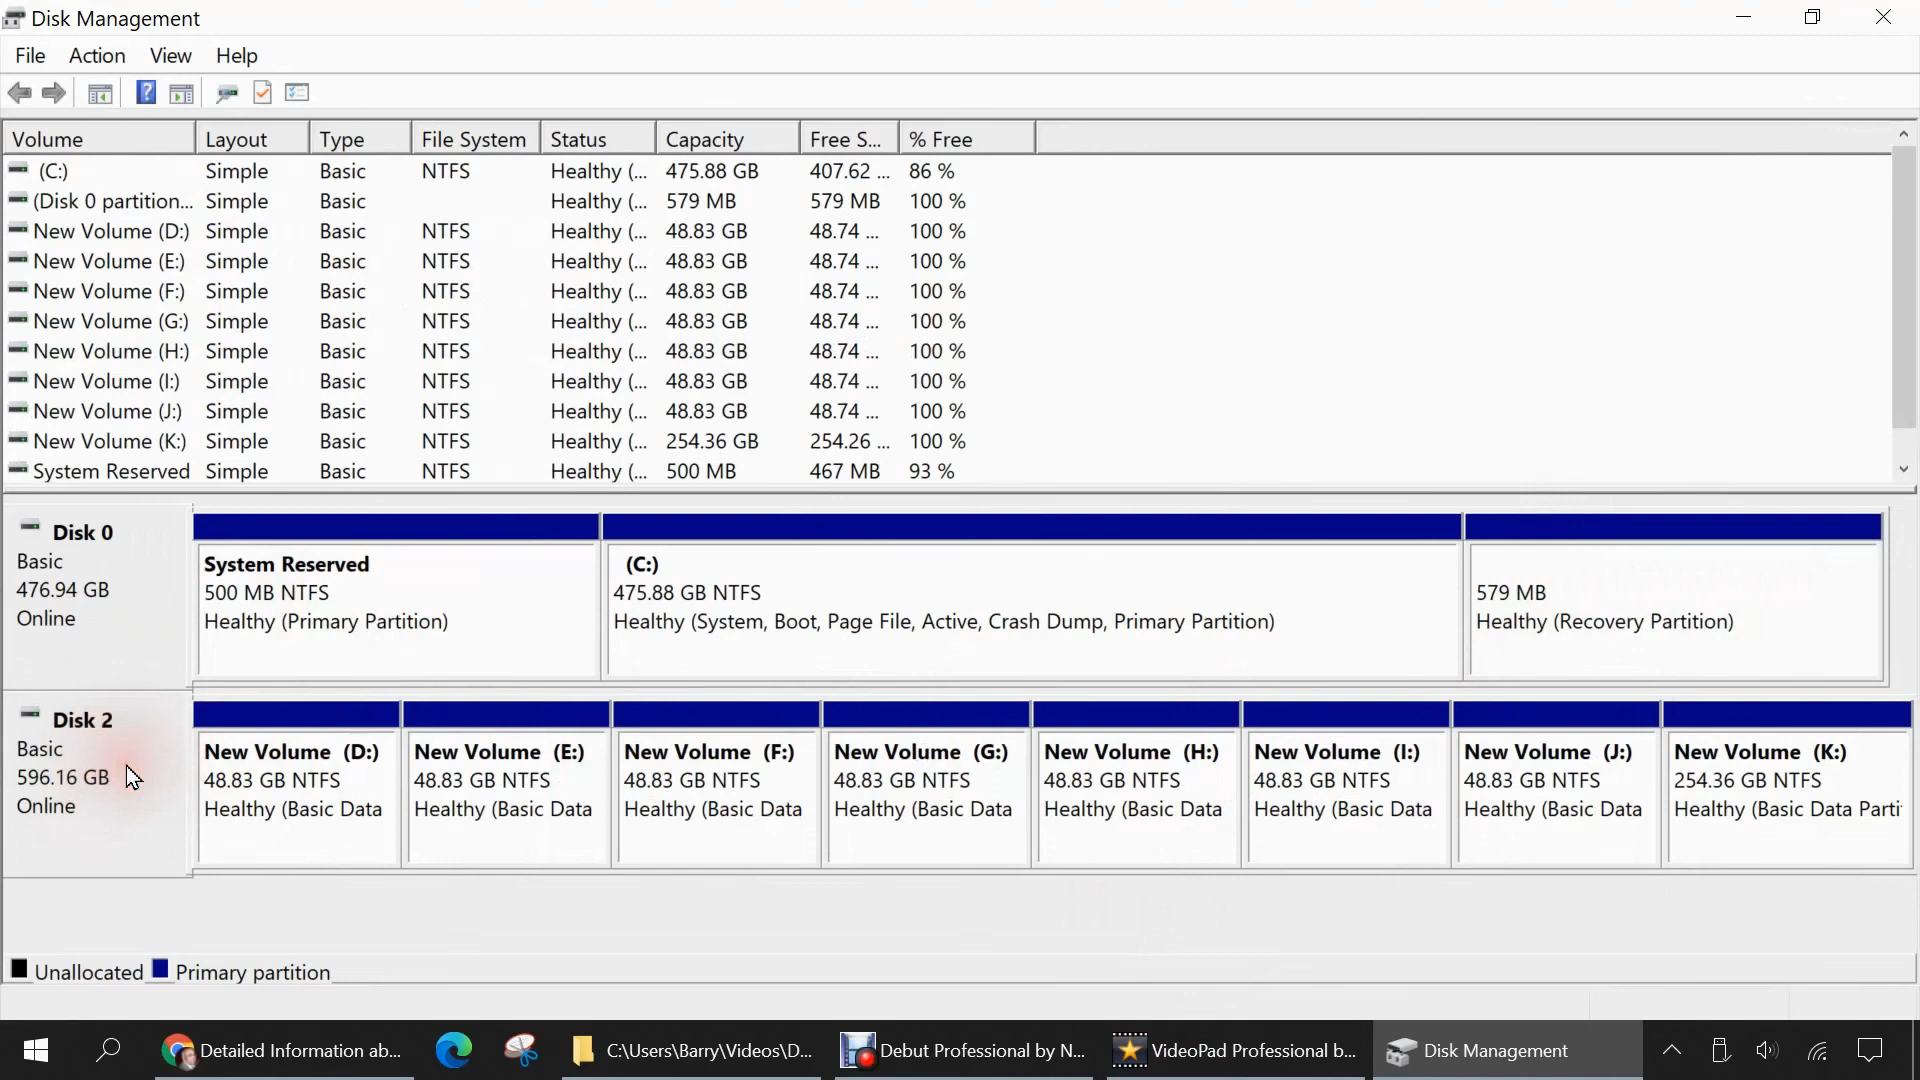 Disk Management
File Action View Help
Volume Layout Type File System Status Capacity Free S... % Free
(C:) Simple Basic NTFS Healthy (... 475.88 GB 407.62 ... 86 %
(Disk 0 partition... Simple Basic Healthy (... 579 MB 579 MB 100 %
New Volume (D:) Simple Basic NTFS Healthy (... 48.83 GB 48.74 ... 100 %
New Volume (E:) Simple Basic NTFS Healthy (... 48.83 GB 48.74 ... 100 %
New Volume (F:) Simple Basic NTFS Healthy (... 48.83 GB 48.74 ... 100 %
New Volume (G:) Simple Basic NTFS Healthy (... 48.83 GB 48.74 ... 100 %
New Volume (H:) Simple Basic NTFS Healthy (... 48.83 GB 48.74 ... 100 %
New Volume (I:) Simple Basic NTFS Healthy (... 48.83 GB 48.74 ... 100 %
New Volume (J:) Simple Basic NTFS Healthy (... 48.83 GB 48.74 ... 100 %
New Volume (K:) Simple Basic NTFS Healthy (... 254.36 GB 254.26 ... 100 %
System Reserved Simple Basic NTFS Healthy (... 500 MB 467 MB 93 %
Disk 0
Basic
476.94 GB
Online
System Reserved
500 MB NTFS
Healthy (Primary Partition)
(C:)
475.88 GB NTFS
Healthy (System, Boot, Page File, Active, Crash Dump, Primary Partition)
579 MB
Healthy (Recovery Partition)
Disk 2
Basic
596.16 GB
Online
New Volume (D:)
48.83 GB NTFS
Healthy (Basic Data
New Volume (E:)
48.83 GB NTFS
Healthy (Basic Data
New Volume (F:)
48.83 GB NTFS
Healthy (Basic Data
New Volume (G:)
48.83 GB NTFS
Healthy (Basic Data
New Volume (H:)
48.83 GB NTFS
Healthy (Basic Data
New Volume (I:)
48.83 GB NTFS
Healthy (Basic Data
New Volume (J:)
48.83 GB NTFS
Healthy (Basic Data
New Volume (K:)
254.36 GB NTFS
Healthy (Basic Data Parti
Unallocated Primary partition
Detailed Information ab... C:\Users\Barry\Videos\D... Debut Professional by N... VideoPad Professional b... Disk Management